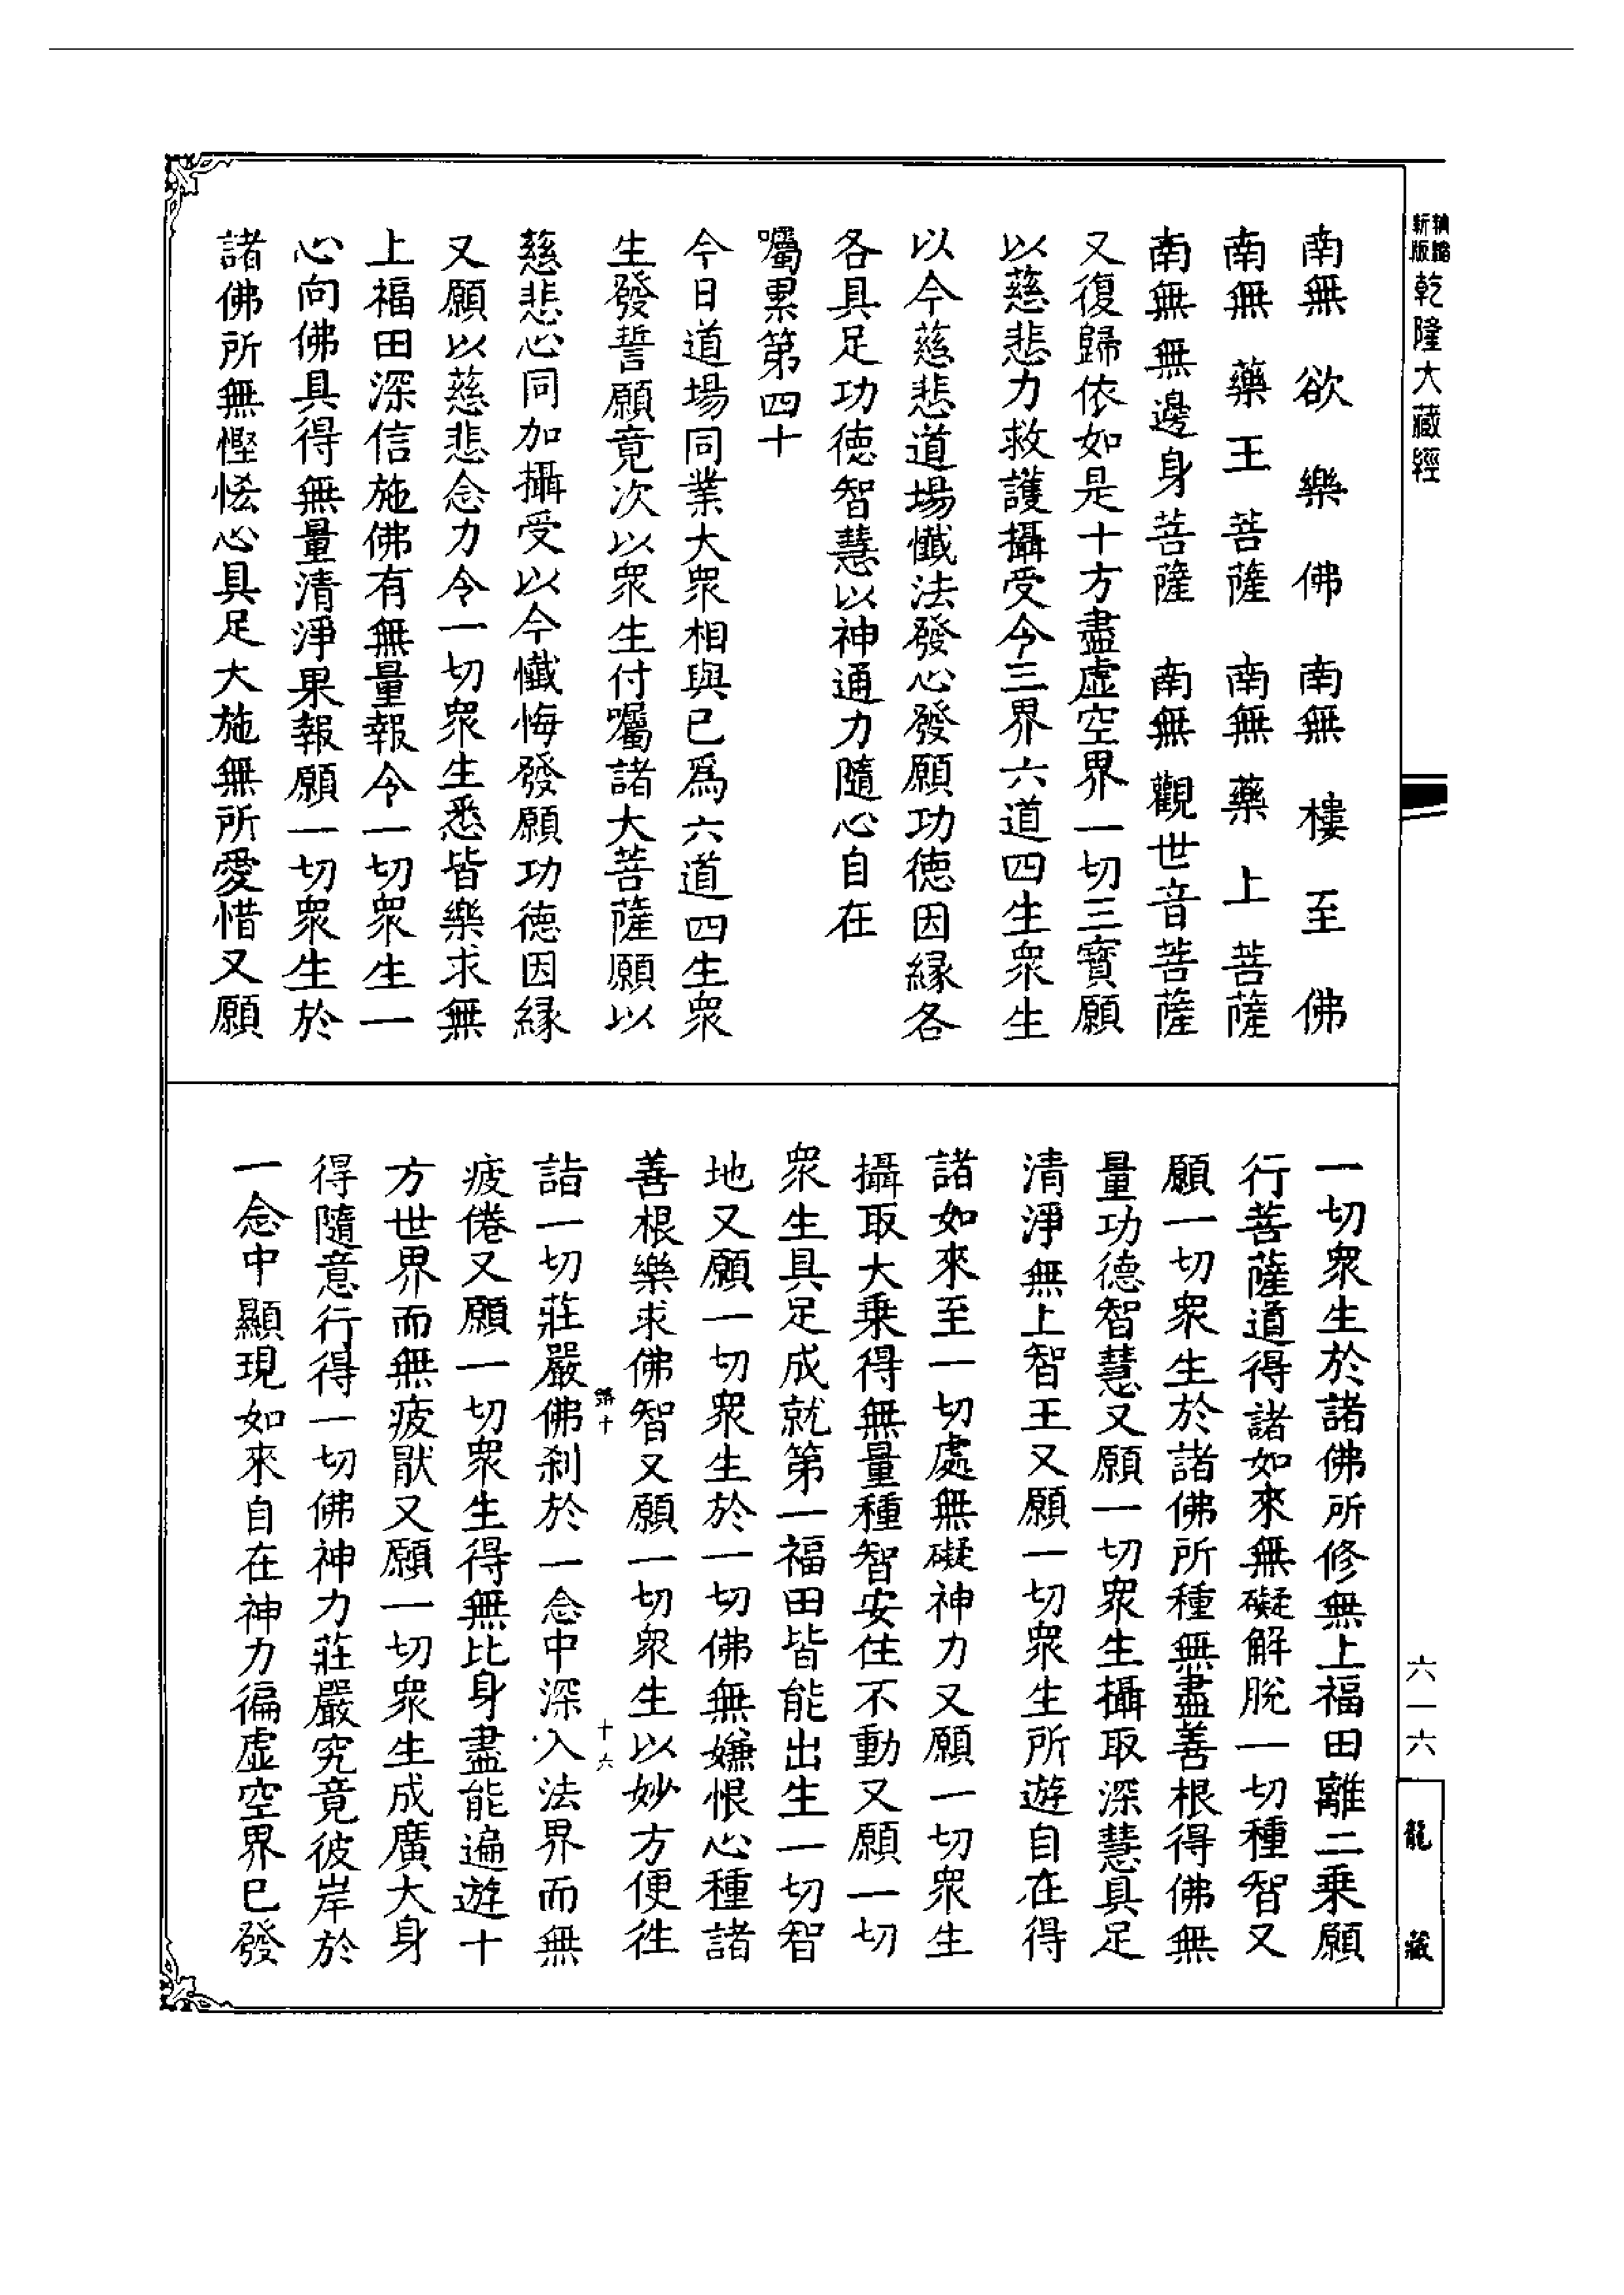 新版
乾隆大藏經
南無欲樂佛　南無樓至佛
南無藥王菩薩　南無藥上菩薩
南無無邊身菩薩　南無觀世音菩薩
又復歸依如是十方盡虛空界一切三寶願
以慈悲力救護攝受今三界六道四生眾生
以今慈悲道場懺法發心發願功德因緣各
各具足功德智慧以神通力隨心自在
囑累第四十
今日道場同業大眾相與已為六道四生眾
生發誓願竟次以眾生付囑諸大菩薩願以
慈悲心同加攝受以今懺悔發願功德因緣
又願以慈悲念力令一切眾生悉皆樂求無
上福田深信施佛有無量報令一切眾生一
心向佛具得無量清淨果報願一切眾生於
諸佛所無慳悋心具足大施無所愛惜又願
一切眾生於諸佛所修無上福田離二乘願
行菩薩道得諸如來無礙解脫一切種智又
願一切眾生於諸佛所種無盡善根得佛無
量功德智慧又願一切眾生攝取深慧具足
清淨無上智王又願一切眾生所遊自在得
諸如來至一切處無礙神力又願一切眾生
攝取大乘得無量種智安住不動又願一切
眾生具足成就第一福田皆能出生一切智
地又願一切眾生於一切佛無嫌恨心種諸
善根樂求佛智又願一切眾生以妙方便往
十六
詣一切莊嚴佛剎於一念中深入法界而無
疲倦又願一切眾生得無比身盡能遍遊十
方世界而無疲猒又願一切眾生成廣大身
得隨意行得一切佛神力莊嚴究竟彼岸於
一念中顯現如來自在神力徧虛空界已發
六一六
龍藏